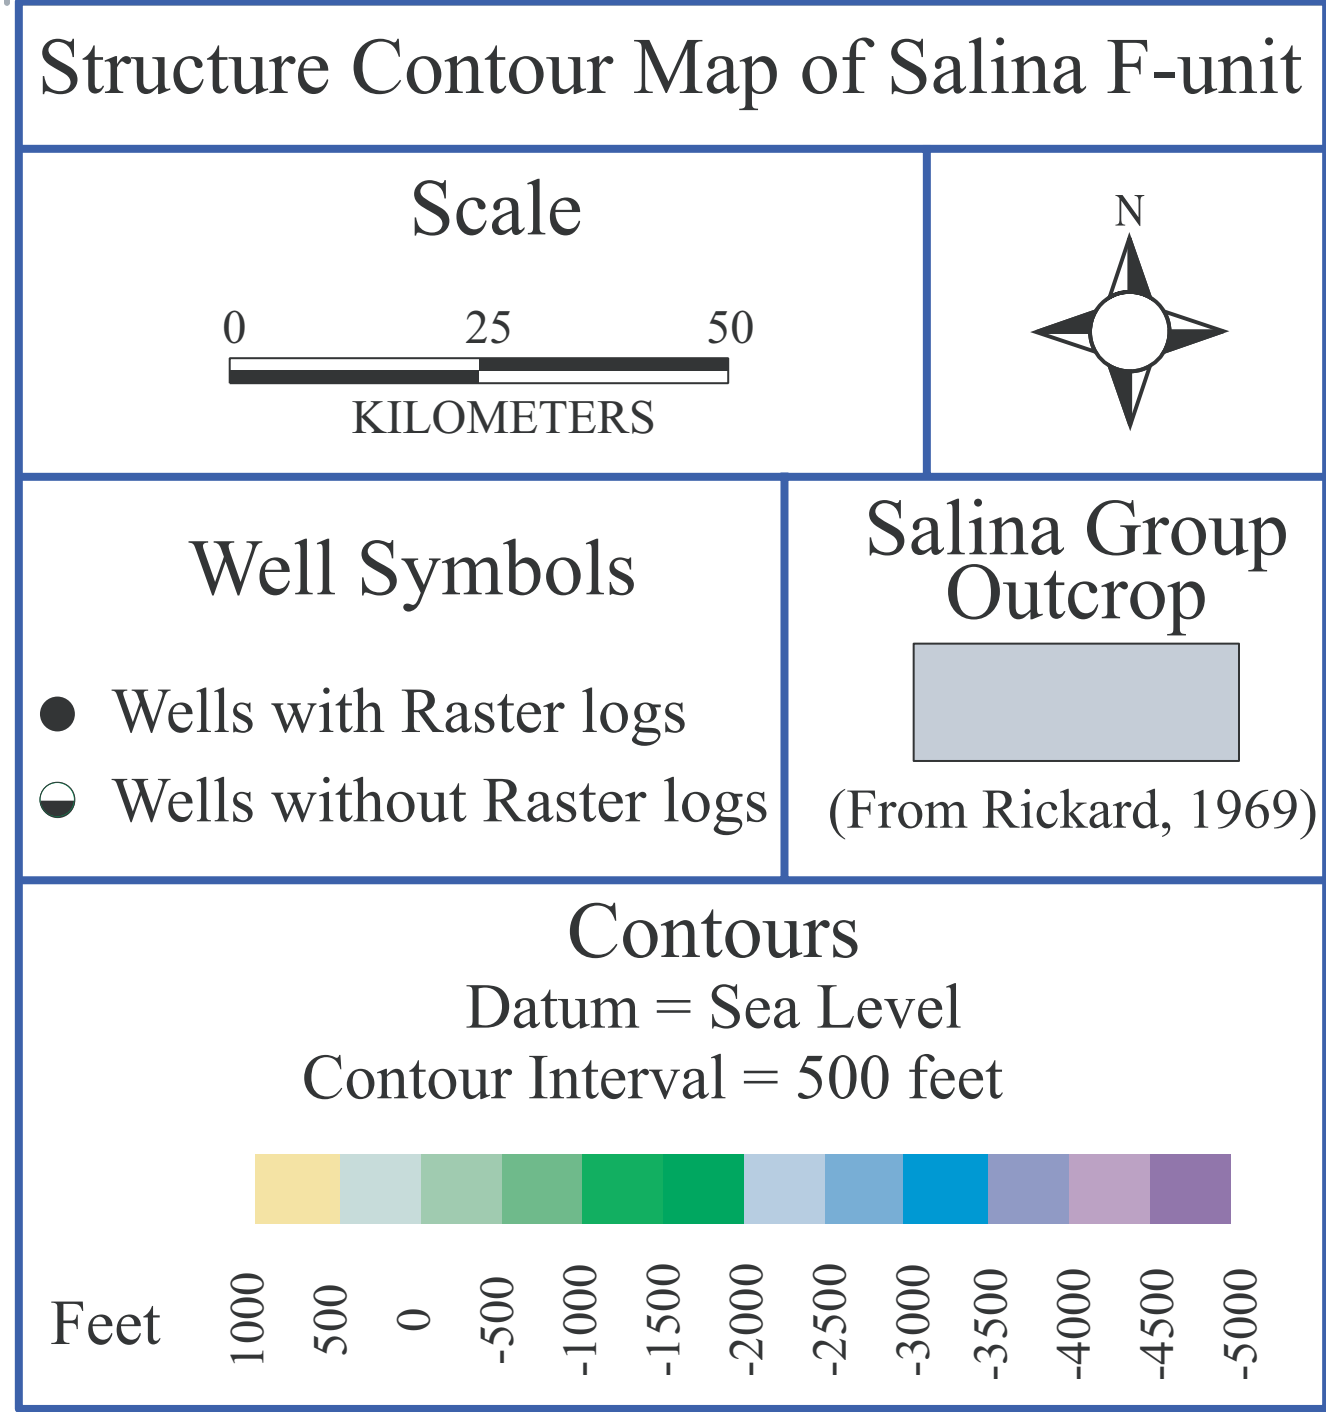 Structure Contour Map of Salina F-unit
Scale
0 25 50
KILOMETERS
N
Well Symbols
Wells with Raster logs
Wells without Raster logs
Salina Group
Outcrop
(From Rickard, 1969)
Contours
Datum = Sea Level
Contour Interval = 500 feet
Feet 1000 500 0 -500 -1000 -1500 -2000 -2500 -3000 -3500 -4000 -4500 -5000